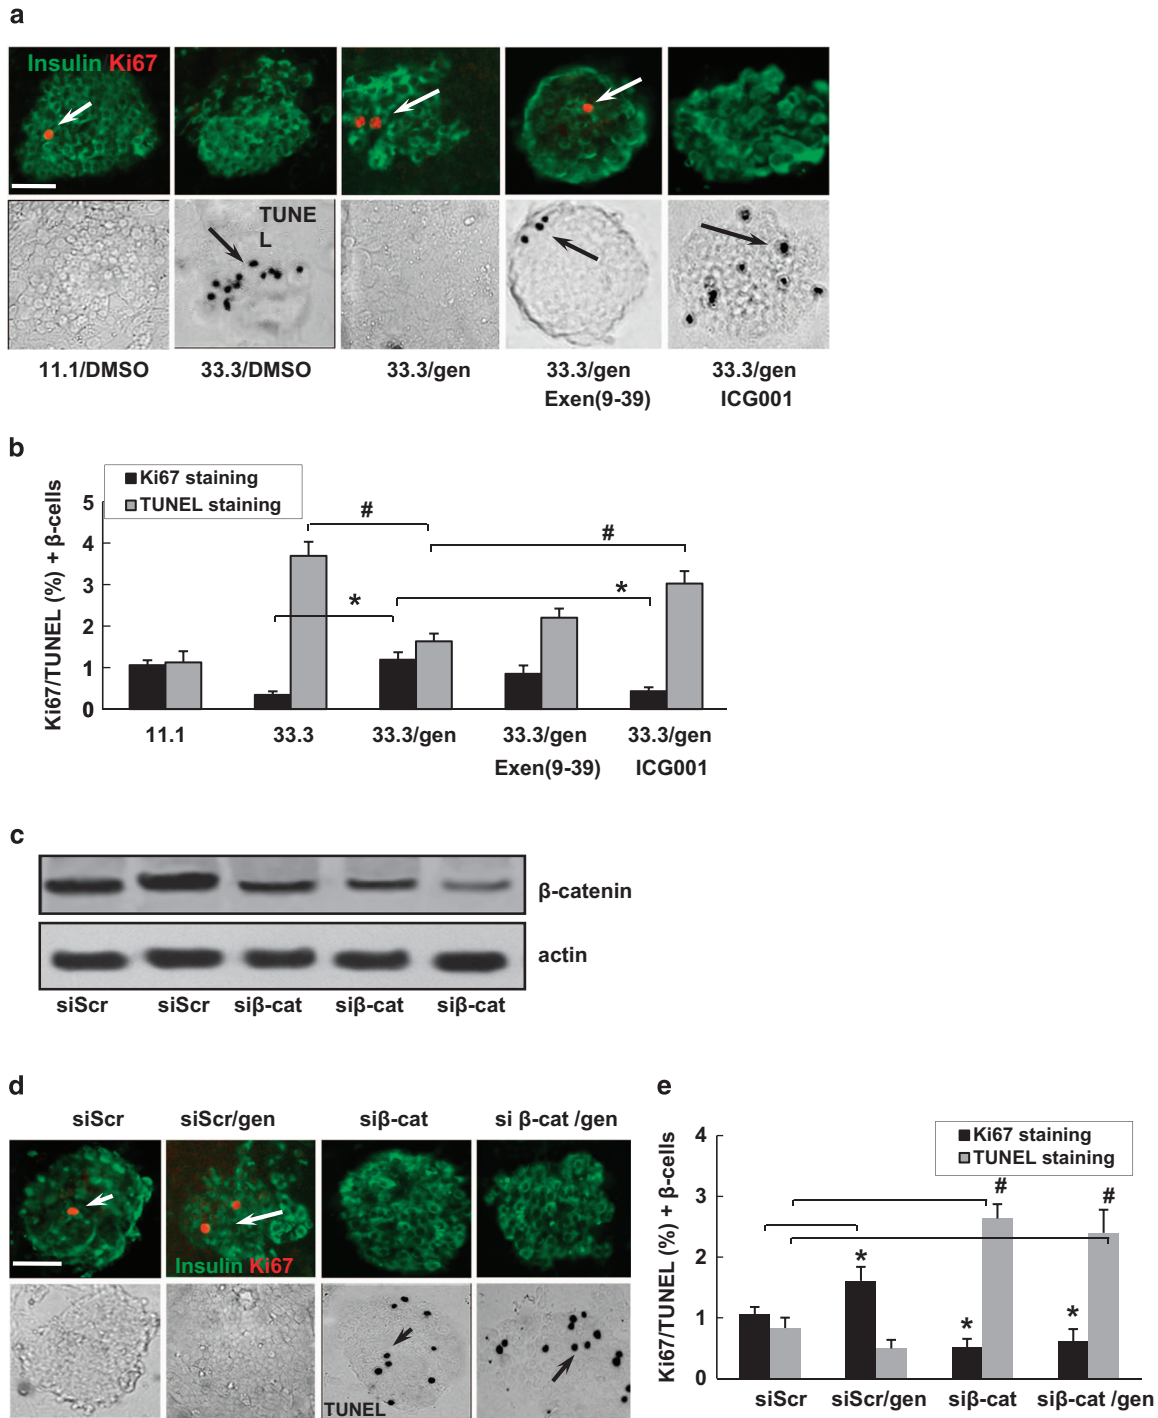 a
Insulin Ki67
TUNE
L
11.1/DMSO 33.3/DMSO 33.3/gen 33.3/gen 33.3/gen
Exen(9-39) ICG001
b
Ki67/TUNEL (%) + β-cells
Ki67 staining
TUNEL staining
5
4
3
2
1
0
#
#
*
*
11.1 33.3 33.3/gen 33.3/gen 33.3/gen
Exen(9-39) ICG001
c
β-catenin
actin
siScr siScr siβ-cat siβ-cat siβ-cat
d
siScr siScr/gen siβ-cat si β-cat /gen
Insulin Ki67
TUNEL
e
Ki67/TUNEL (%) + β-cells
Ki67 staining
TUNEL staining
4
3
2
1
0
# #
* * *
siScr siScr/gen siβ-cat siβ-cat /gen